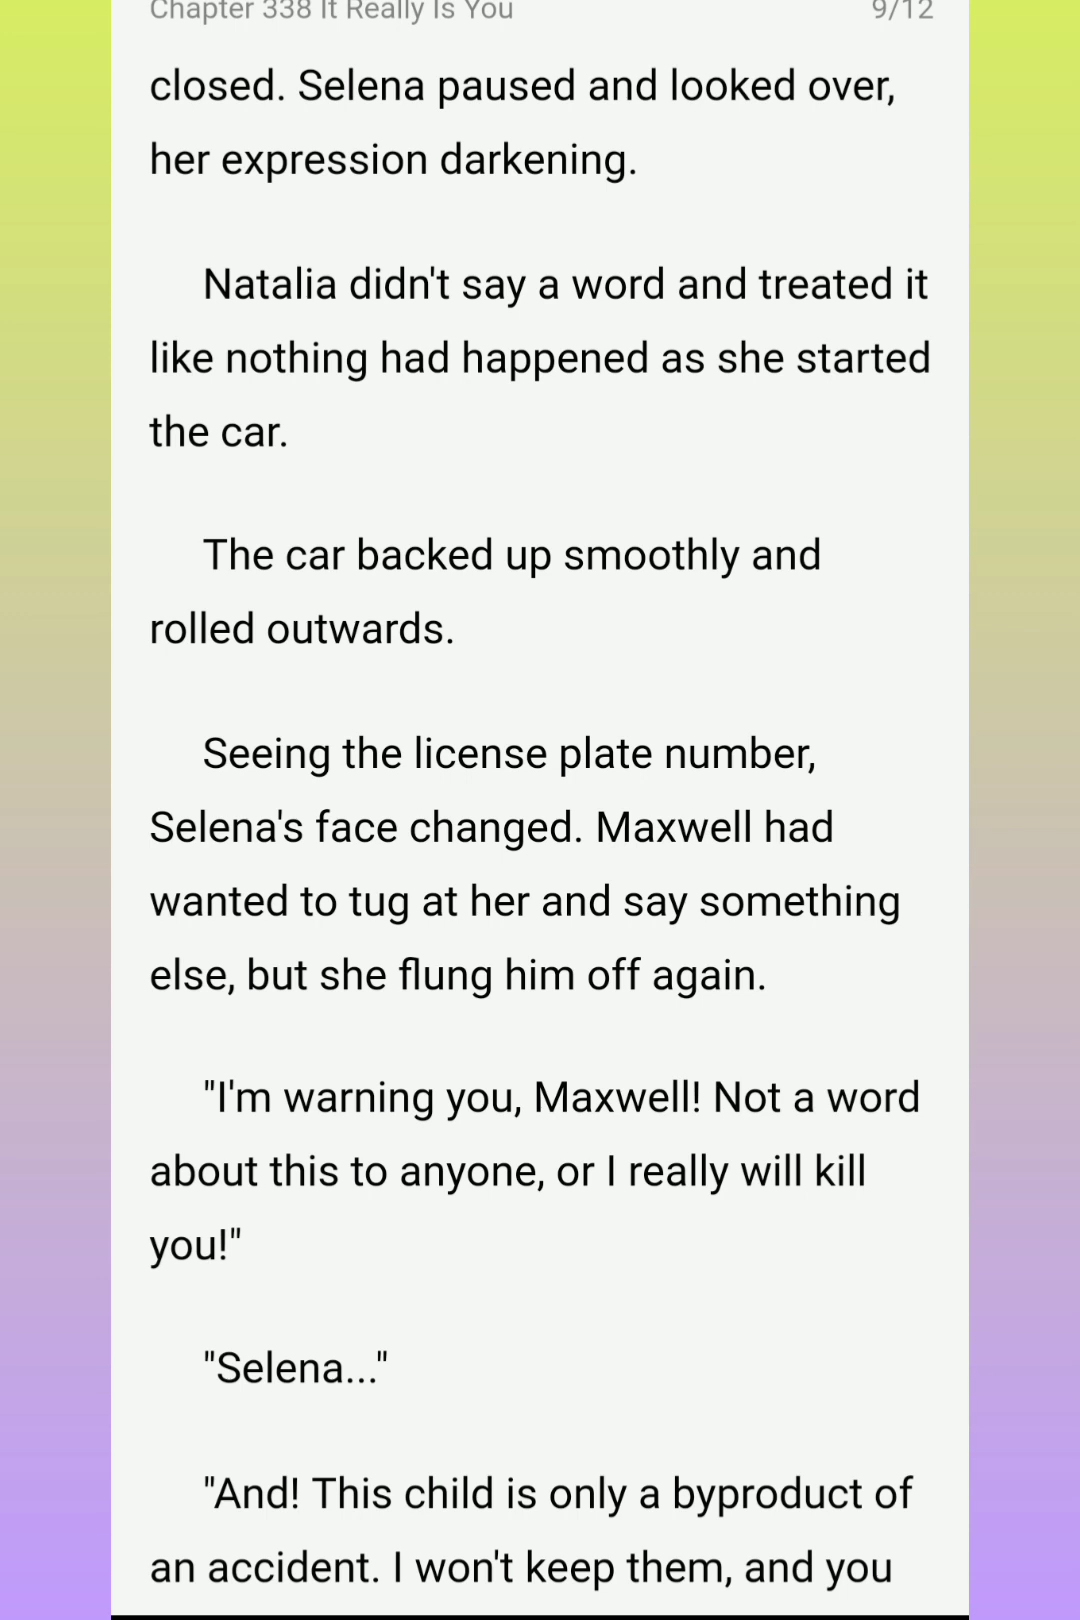 Chapter 338 It Really Is You 9/12
closed. Selena paused and looked over,
her expression darkening.
Natalia didn't say a word and treated it
like nothing had happened as she started
the car.
The car backed up smoothly and
rolled outwards.
Seeing the license plate number,
Selena's face changed. Maxwell had
wanted to tug at her and say something
else, but she flung him off again.
"I'm warning you, Maxwell! Not a word
about this to anyone, or I really will kill
you!"
"Selena..."
"And! This child is only a byproduct of
an accident. I won't keep them, and you